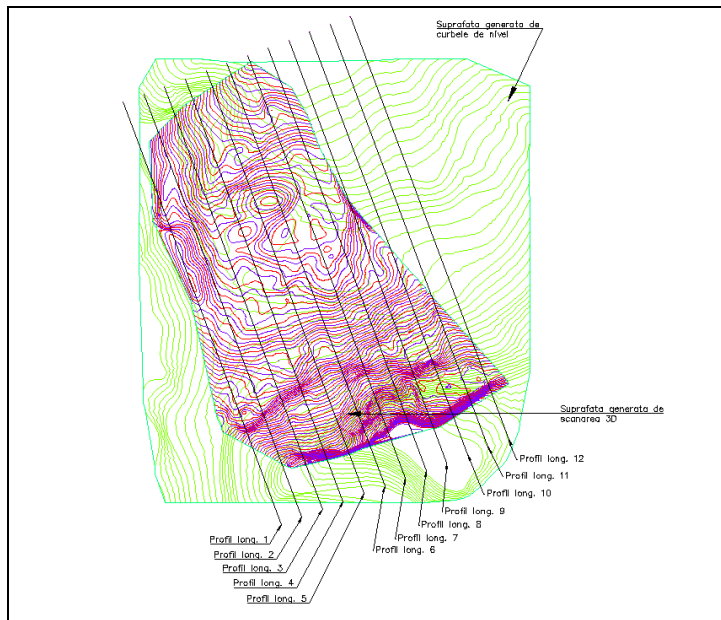 Suprafata generata de
curbele de nivel
Suprafata generata de
scanarea 3D
Profil long. 12
Profil long. 11
Profil long. 10
Profil long. 9
Profil long. 8
Profil long. 7
Profil long. 6
Profil long. 1
Profil long. 2
Profil long. 3
Profil long. 4
Profil long. 5